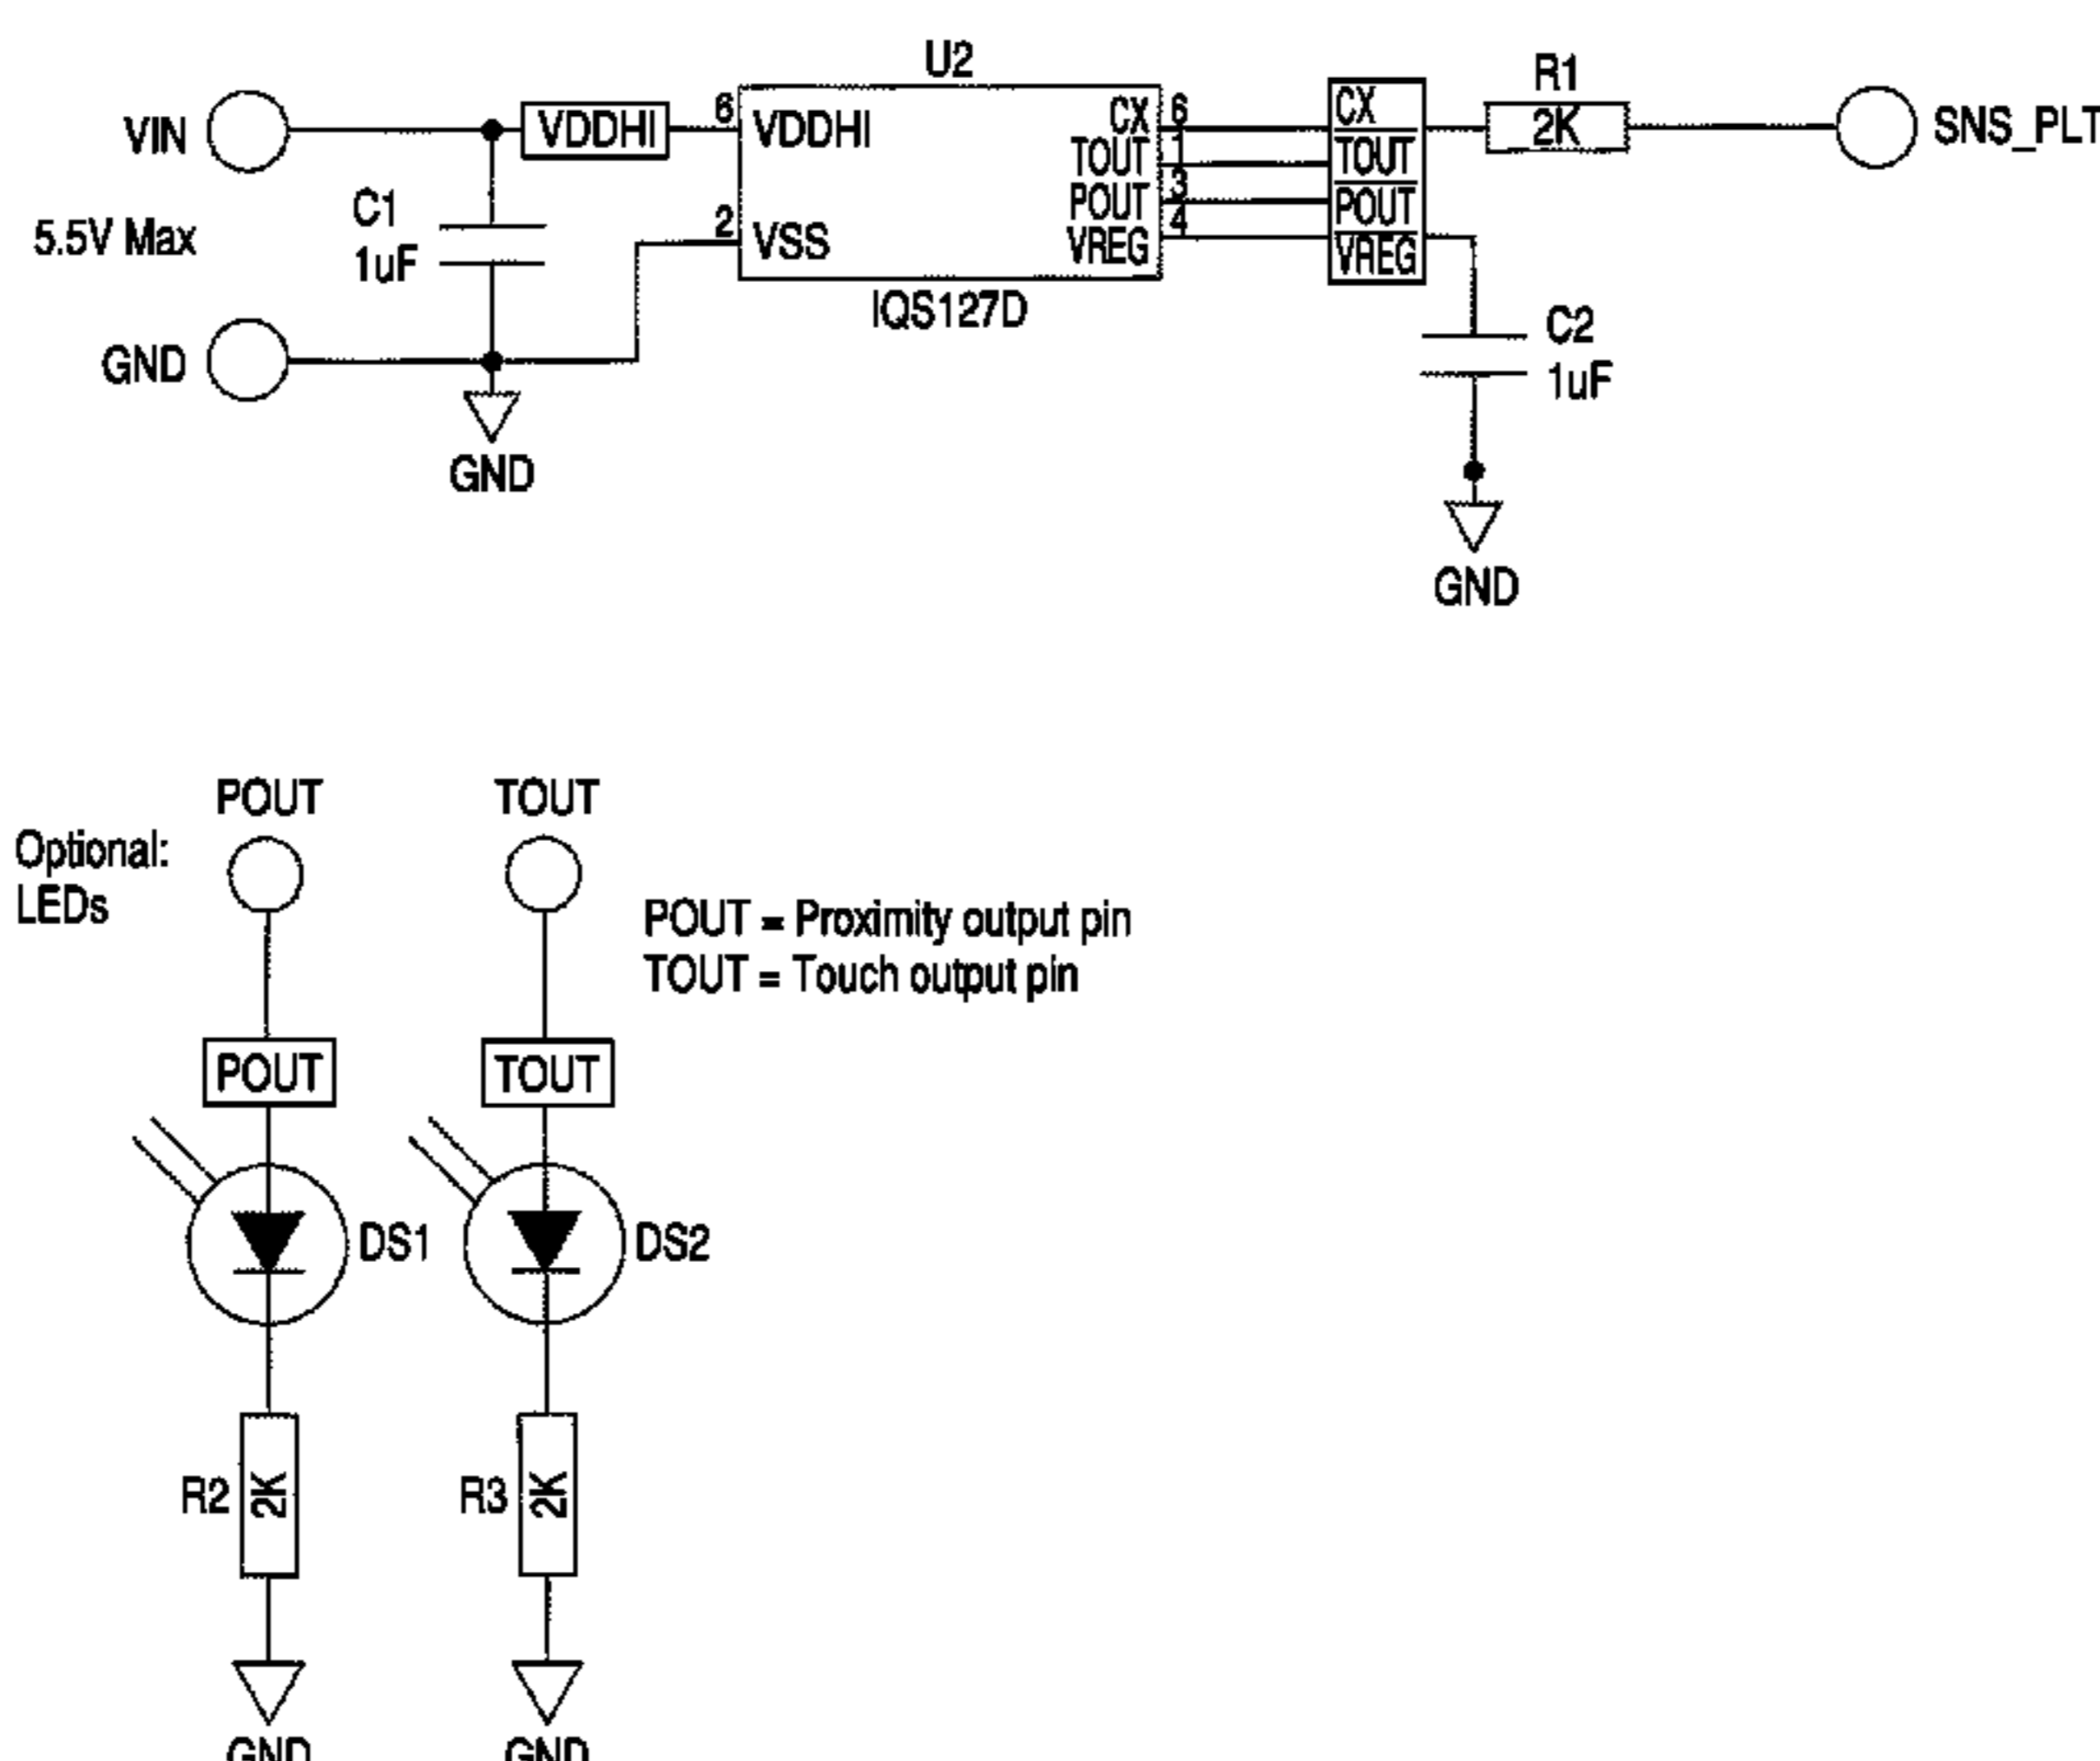 U2
VIN
VDDHI
6
VDDHI
CX
6
CX
R1
2K
SNS_PLT
TOUT
1
TOUT
POUT
3
POUT
VREG
4
VREG
5.5V Max
C1
1uF
2
VSS
IQS127D
GND
GND
C2
1uF
GND
POUT
TOUT
Optional:
LEDs
POUT = Proximity output pin
TOUT = Touch output pin
POUT
TOUT
DS1
DS2
R2
2K
R3
2K
GND
GND